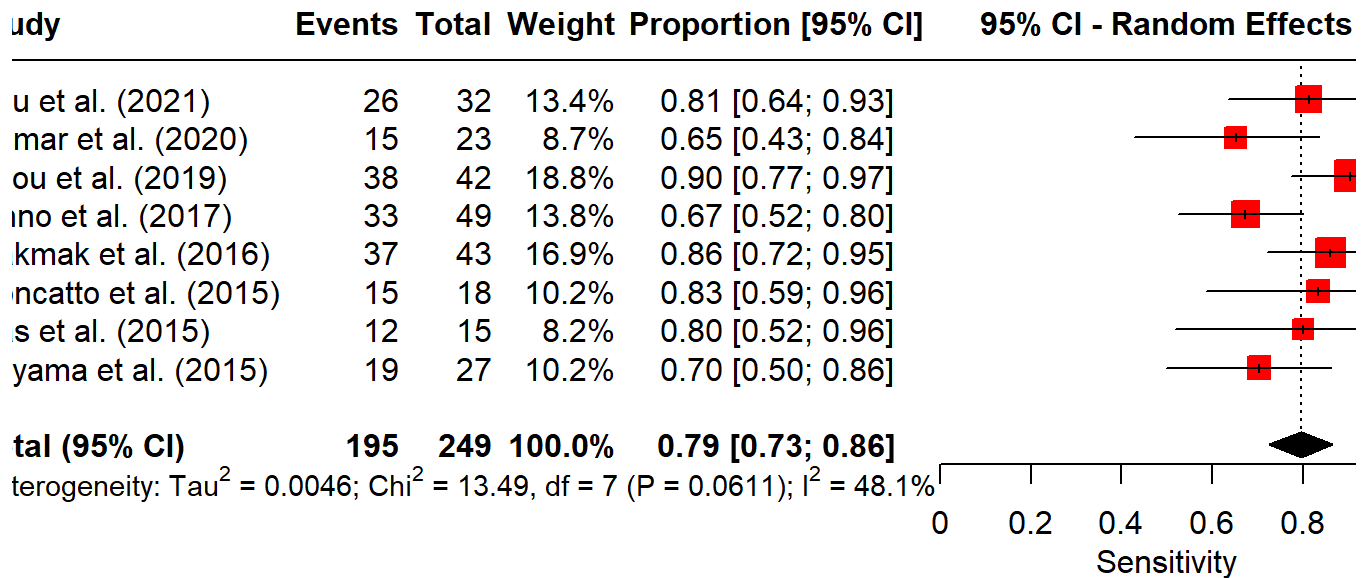 udy Events Total Weight Proportion [95% CI] 95% CI - Random Effects
u et al. (2021) 26 32 13.4% 0.81 [0.64; 0.93]
mar et al. (2020) 15 23 8.7% 0.65 [0.43; 0.84]
ou et al. (2019) 38 42 18.8% 0.90 [0.77; 0.97]
no et al. (2017) 33 49 13.8% 0.67 [0.52; 0.80]
kmak et al. (2016) 37 43 16.9% 0.86 [0.72; 0.95]
oncatto et al. (2015) 15 18 10.2% 0.83 [0.59; 0.96]
s et al. (2015) 12 15 8.2% 0.80 [0.52; 0.96]
yama et al. (2015) 19 27 10.2% 0.70 [0.50; 0.86]
tal (95% CI) 195 249 100.0% 0.79 [0.73; 0.86]
terogeneity: Tau² = 0.0046; Chi² = 13.49, df = 7 (P = 0.0611); I² = 48.1%
0 0.2 0.4 0.6 0.8
Sensitivity